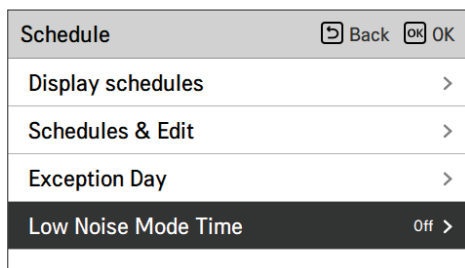 Schedule Back OK OK
Display schedules >
Schedules & Edit >
Exception Day >
Low Noise Mode Time Off >